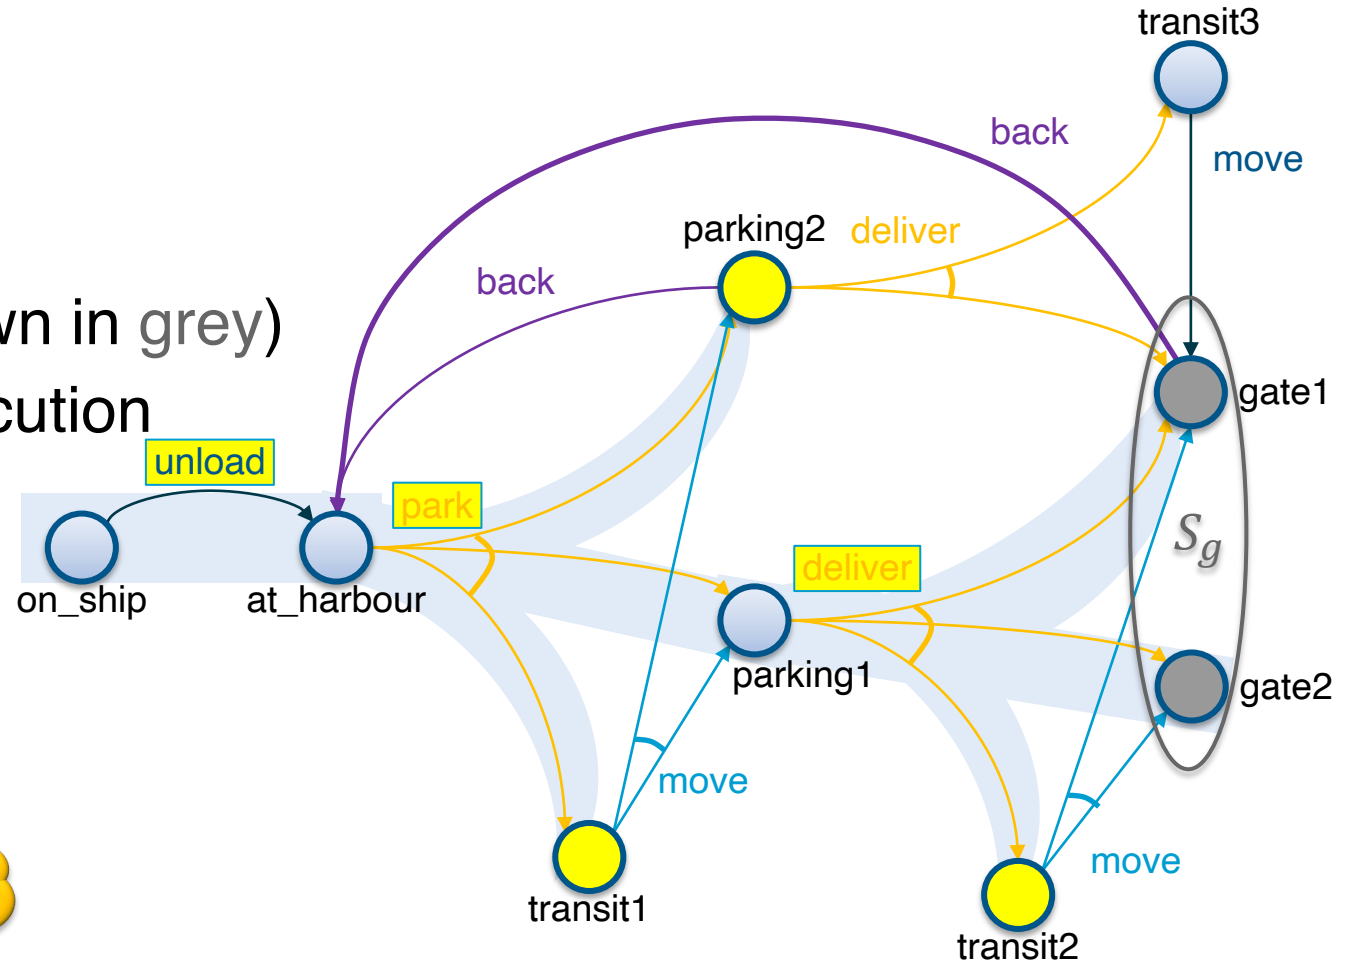 transit3
back
move
parking2
deliver
back
wn in grey)
cution
gate1
unload
park
S_g
deliver
on_ship
at_harbour
parking1
gate2
move
move
transit1
transit2